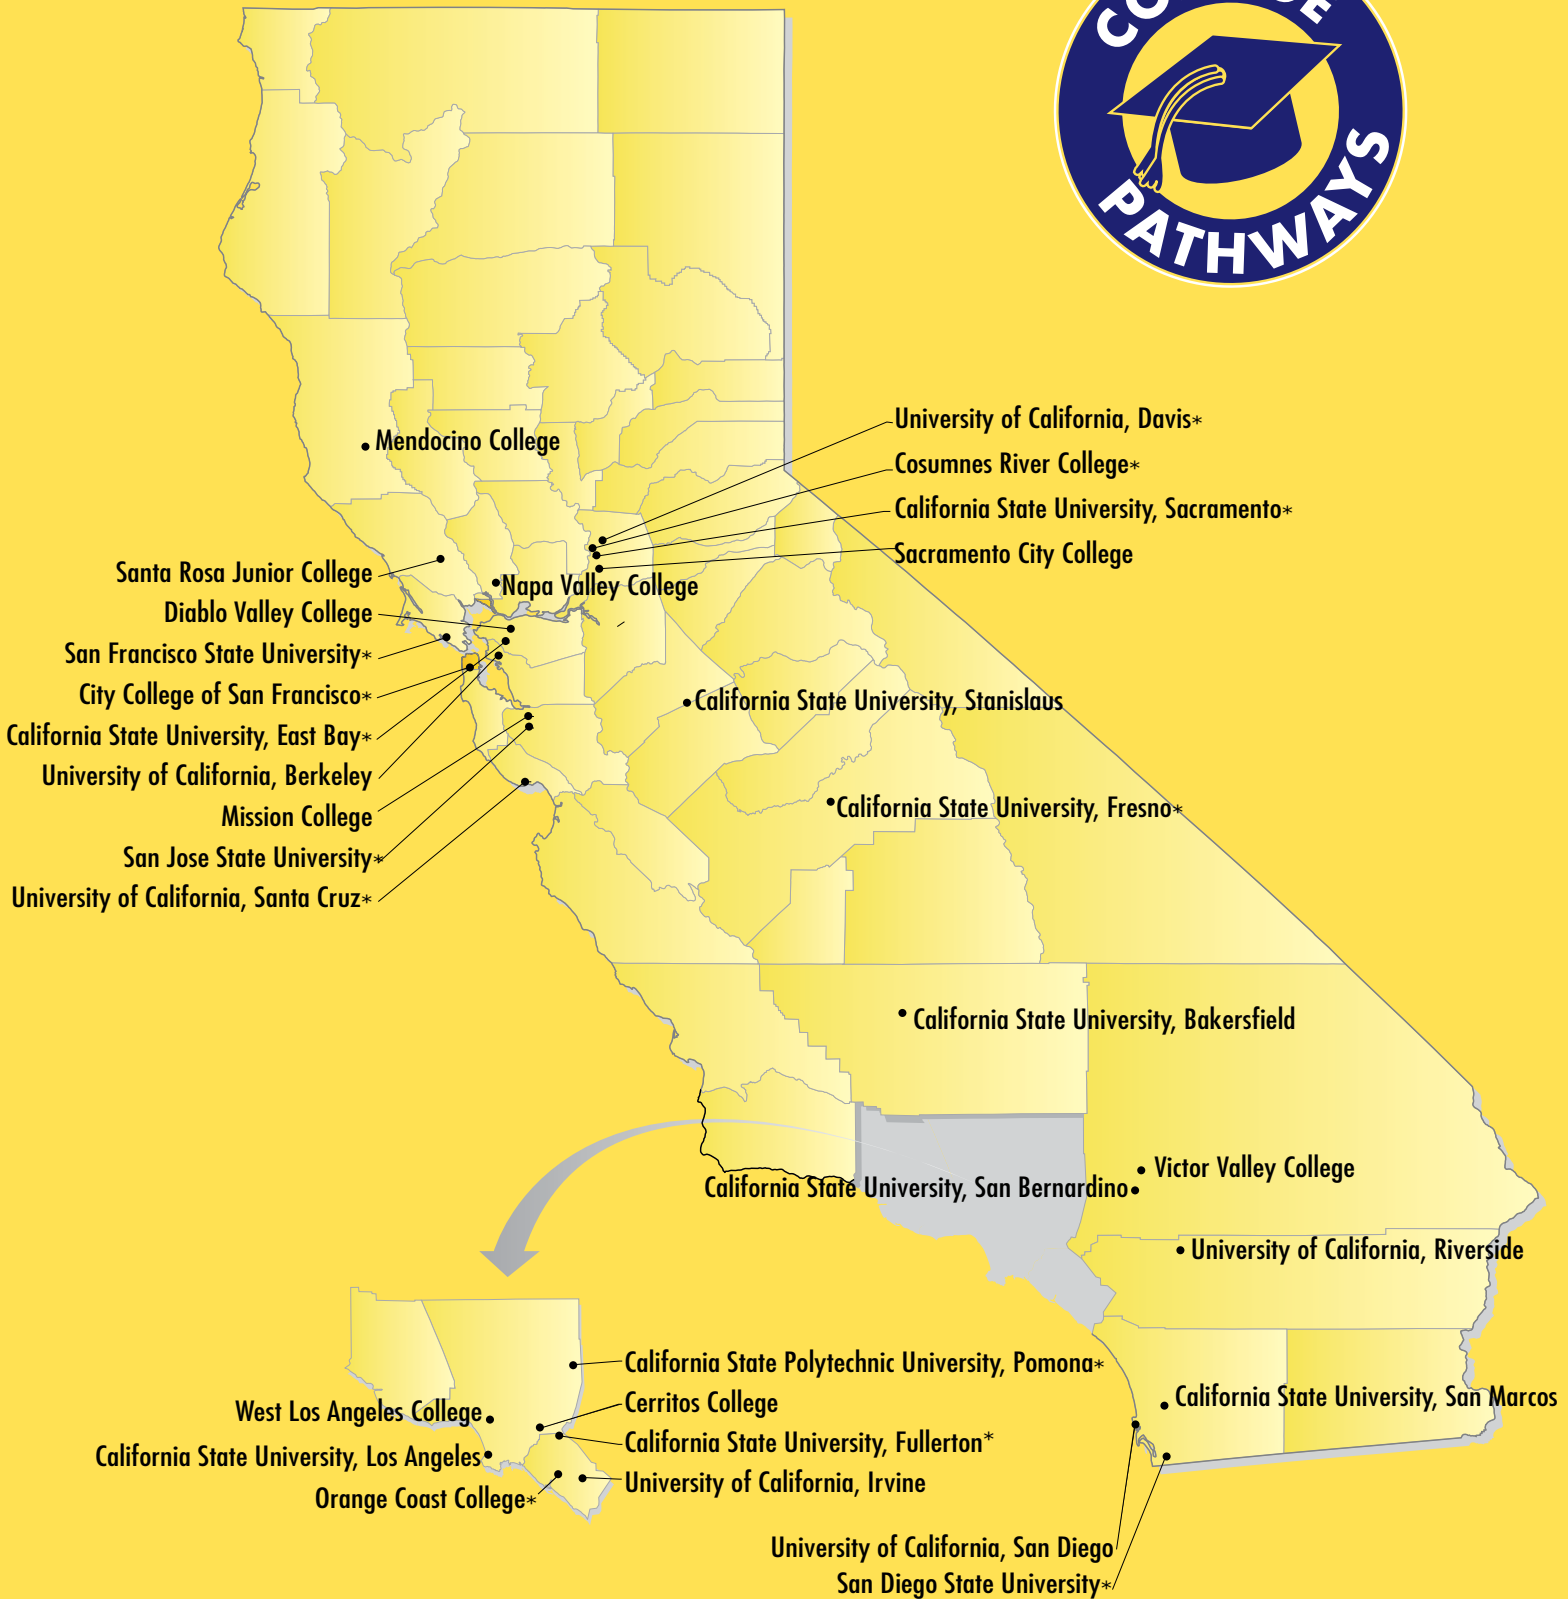 PATHWAYS
Mendocino College
University of California, Davis*
Cosumnes River College*
California State University, Sacramento*
Sacramento City College
Santa Rosa Junior College
Napa Valley College
Diablo Valley College
San Francisco State University*
City College of San Francisco*
California State University, East Bay*
University of California, Berkeley
Mission College
San Jose State University*
University of California, Santa Cruz*
California State University, Stanislaus
California State University, Fresno*
California State University, Bakersfield
Victor Valley College
California State University, San Bernardino
University of California, Riverside
California State Polytechnic University, Pomona*
West Los Angeles College
Cerritos College
California State University, Los Angeles
California State University, Fullerton*
Orange Coast College*
University of California, Irvine
California State University, San Marcos
University of California, San Diego
San Diego State University*